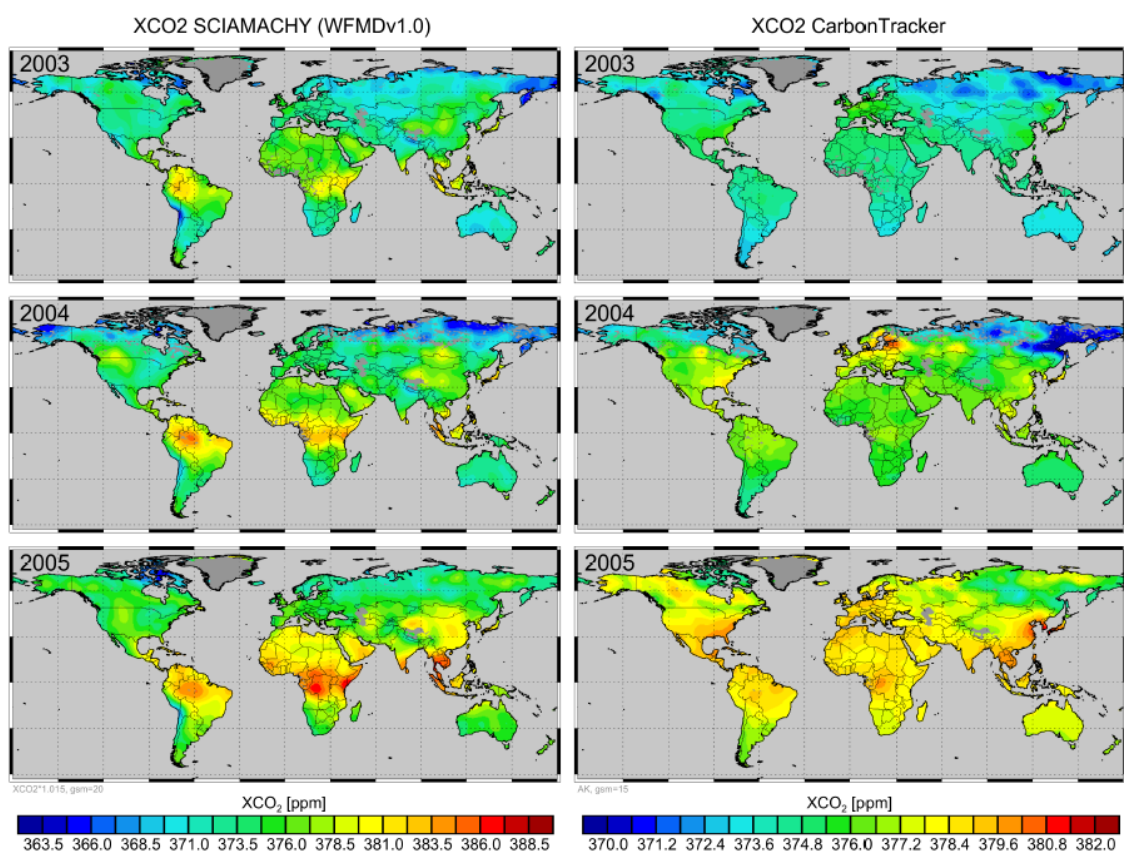 XCO2 SCIAMACHY (WFMDv1.0)
XCO2 CarbonTracker
2003
2003
2004
2004
2005
2005
XCO2*1.015, gsm=20
AK, gsm=15
XCO₂ [ppm]
363.5 366.0 368.5 371.0 373.5 376.0 378.5 381.0 383.5 386.0 388.5
XCO₂ [ppm]
370.0 371.2 372.4 373.6 374.8 376.0 377.2 378.4 379.6 380.8 382.0